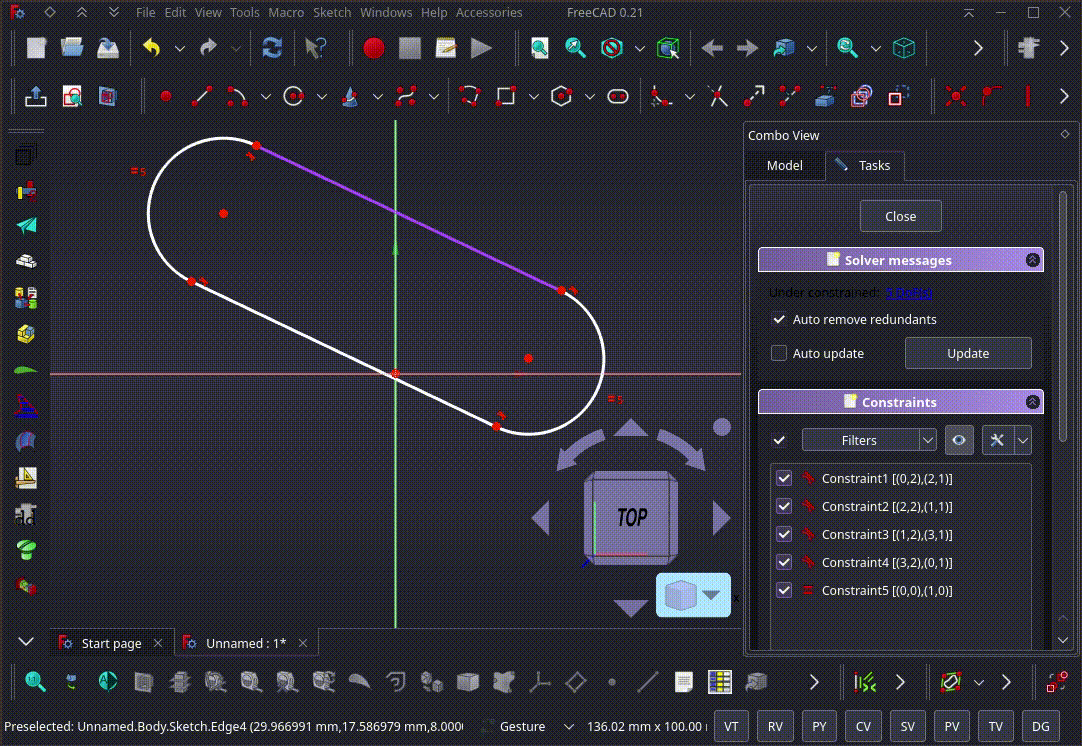 File Edit View Tools Macro Sketch Windows Help Accessories FreeCAD 0.21
Combo View
Model Tasks
Close
Solver messages
Under constrained: 5 DoF(s)
Auto remove redundants
Auto update Update
Constraints
Filters
Constraint1 [(0,2),(2,1)]
Constraint2 [(2,2),(1,1)]
Constraint3 [(1,2),(3,1)]
Constraint4 [(3,2),(0,1)]
Constraint5 [(0,0),(1,0)]
5
5
TOP
x
Start page Unnamed : 1*
Preselected: Unnamed.Body.Sketch.Edge4 (29.966991 mm,17.586979 mm,8.000 Gesture 136.02 mm x 100.00 VT RV PY CV SV PV TV DG